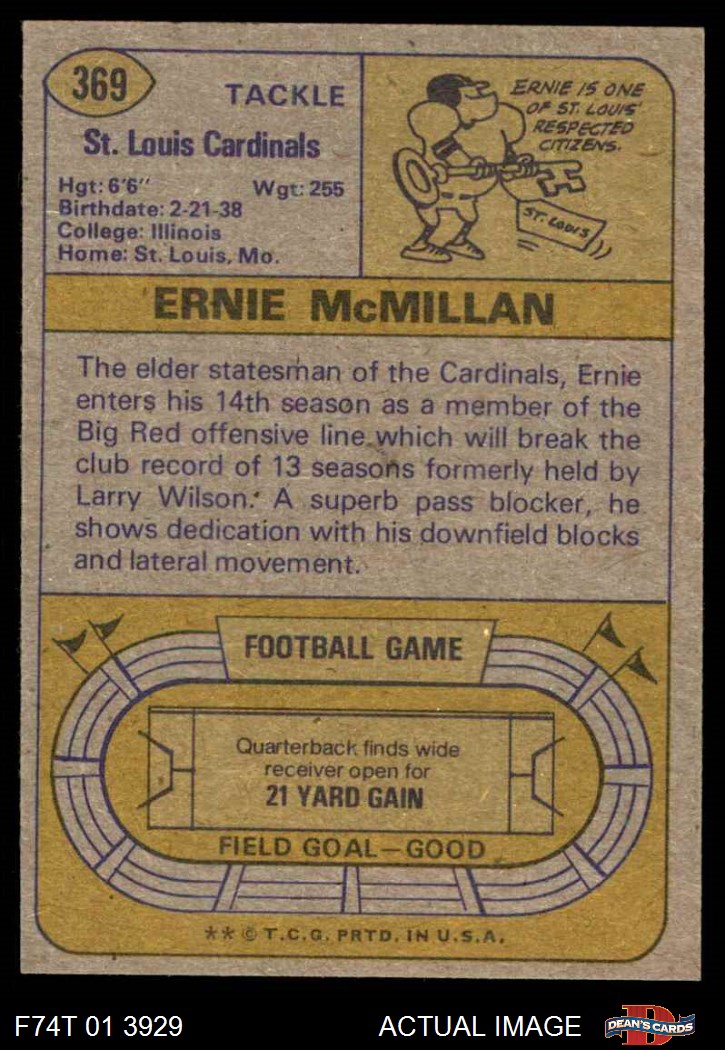 369
TACKLE
St. Louis Cardinals
Hgt: 6'6" Wgt: 255
Birthdate: 2-21-38
College: Illinois
Home: St. Louis, Mo.
ERNIE IS ONE
OF ST. LOUIS'
RESPECTED
CITIZENS.
ST. LOUIS
ERNIE McMILLAN
The elder statesman of the Cardinals, Ernie
enters his 14th season as a member of the
Big Red offensive line which will break the
club record of 13 seasons formerly held by
Larry Wilson. A superb pass blocker, he
shows dedication with his downfield blocks
and lateral movement.
FOOTBALL GAME
Quarterback finds wide
receiver open for
21 YARD GAIN
FIELD GOAL—GOOD
** © T.C.G. PRTD. IN U.S.A.
F74T 01 3929 ACTUAL IMAGE
D
DEAN'S CARDS